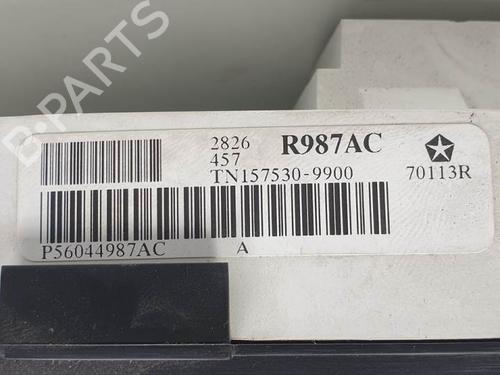 B-PARTS
2826 R987AC
457
TN157530-9900 70113R
P56044987AC A